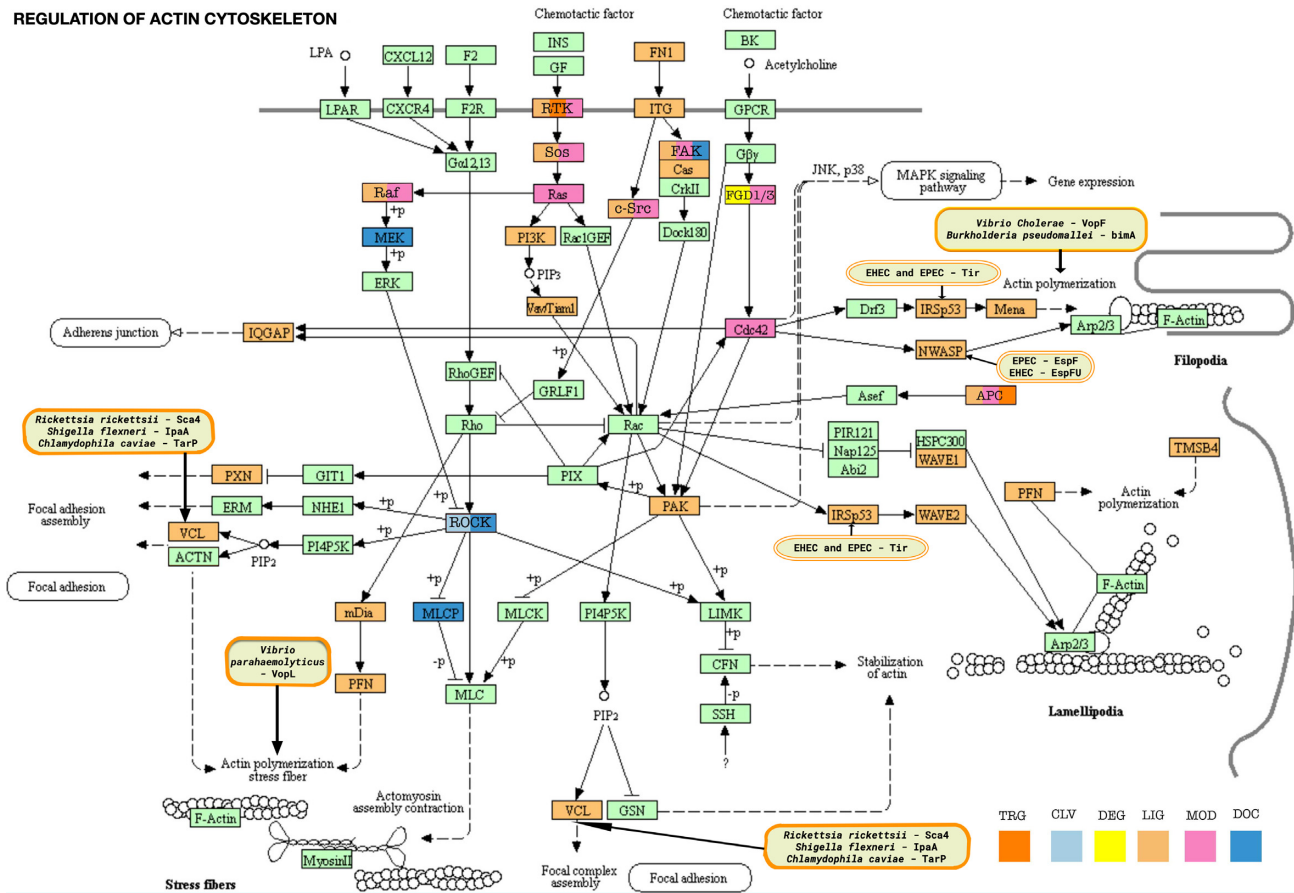 REGULATION OF ACTIN CYTOSKELETON
Chemotactic factor
Chemotactic factor
LPA
CXCL12
F2
INS
GF
FN1
BK
Acetylcholine
LPAR
CXCR4
F2R
RTK
ITG
GPCR
Gα12,13
Sos
FAK
Cas
CrkII
Gβγ
JNK, p38
MAPK signaling
pathway
Gene expression
Raf
Ras
c-Src
FGD1/3
+p
MEK
PI3K
Rac1GEF
Dock180
+p
ERK
PIP3
Vav/Tiam1
Vibrio Cholerae - VopF
Burkholderia pseudomallei - bimA
EHEC and EPEC - Tir
Actin polymerization
Drf3
IRSp53
Mena
Arp2/3
F-Actin
Adherens junction
IQGAP
Cdc42
NWASP
Filopodia
EPEC - EspF
EHEC - EspFU
+p
RhoGEF
GRLF1
Asef
APC
Rickettsia rickettsii - Sca4
Shigella flexneri - IpaA
Chlamydophila caviae - TarP
Rho
Rac
PIR121
Nap125
Abi2
HSPC300
WAVE1
TMSB4
PXN
GIT1
PIX
PFN
Actin
polymerization
Focal adhesion
assembly
ERM
NHE1
+p
+p
+p
PAK
IRSp53
WAVE2
ROCK
VCL
ACTN
PIP2
PI4P5K
+p
EHEC and EPEC - Tir
Focal adhesion
+p
+p
+p
+p
F-Actin
mDia
MLCP
MLCK
PI4P5K
LIMK
+p
Arp2/3
Vibrio
parahaemolyticus
- VopL
-p
+p
CFN
Stabilization
of actin
PFN
MLC
-p
PIP2
SSH
Lamellipodia
?
Actin polymerization
stress fiber
Actomyosin
assembly contraction
F-Actin
VCL
GSN
TRG
CLV
DEG
LIG
MOD
DOC
Rickettsia rickettsii - Sca4
Shigella flexneri - IpaA
Chlamydophila caviae - TarP
MyosinII
Stress fibers
Focal complex
assembly
Focal adhesion